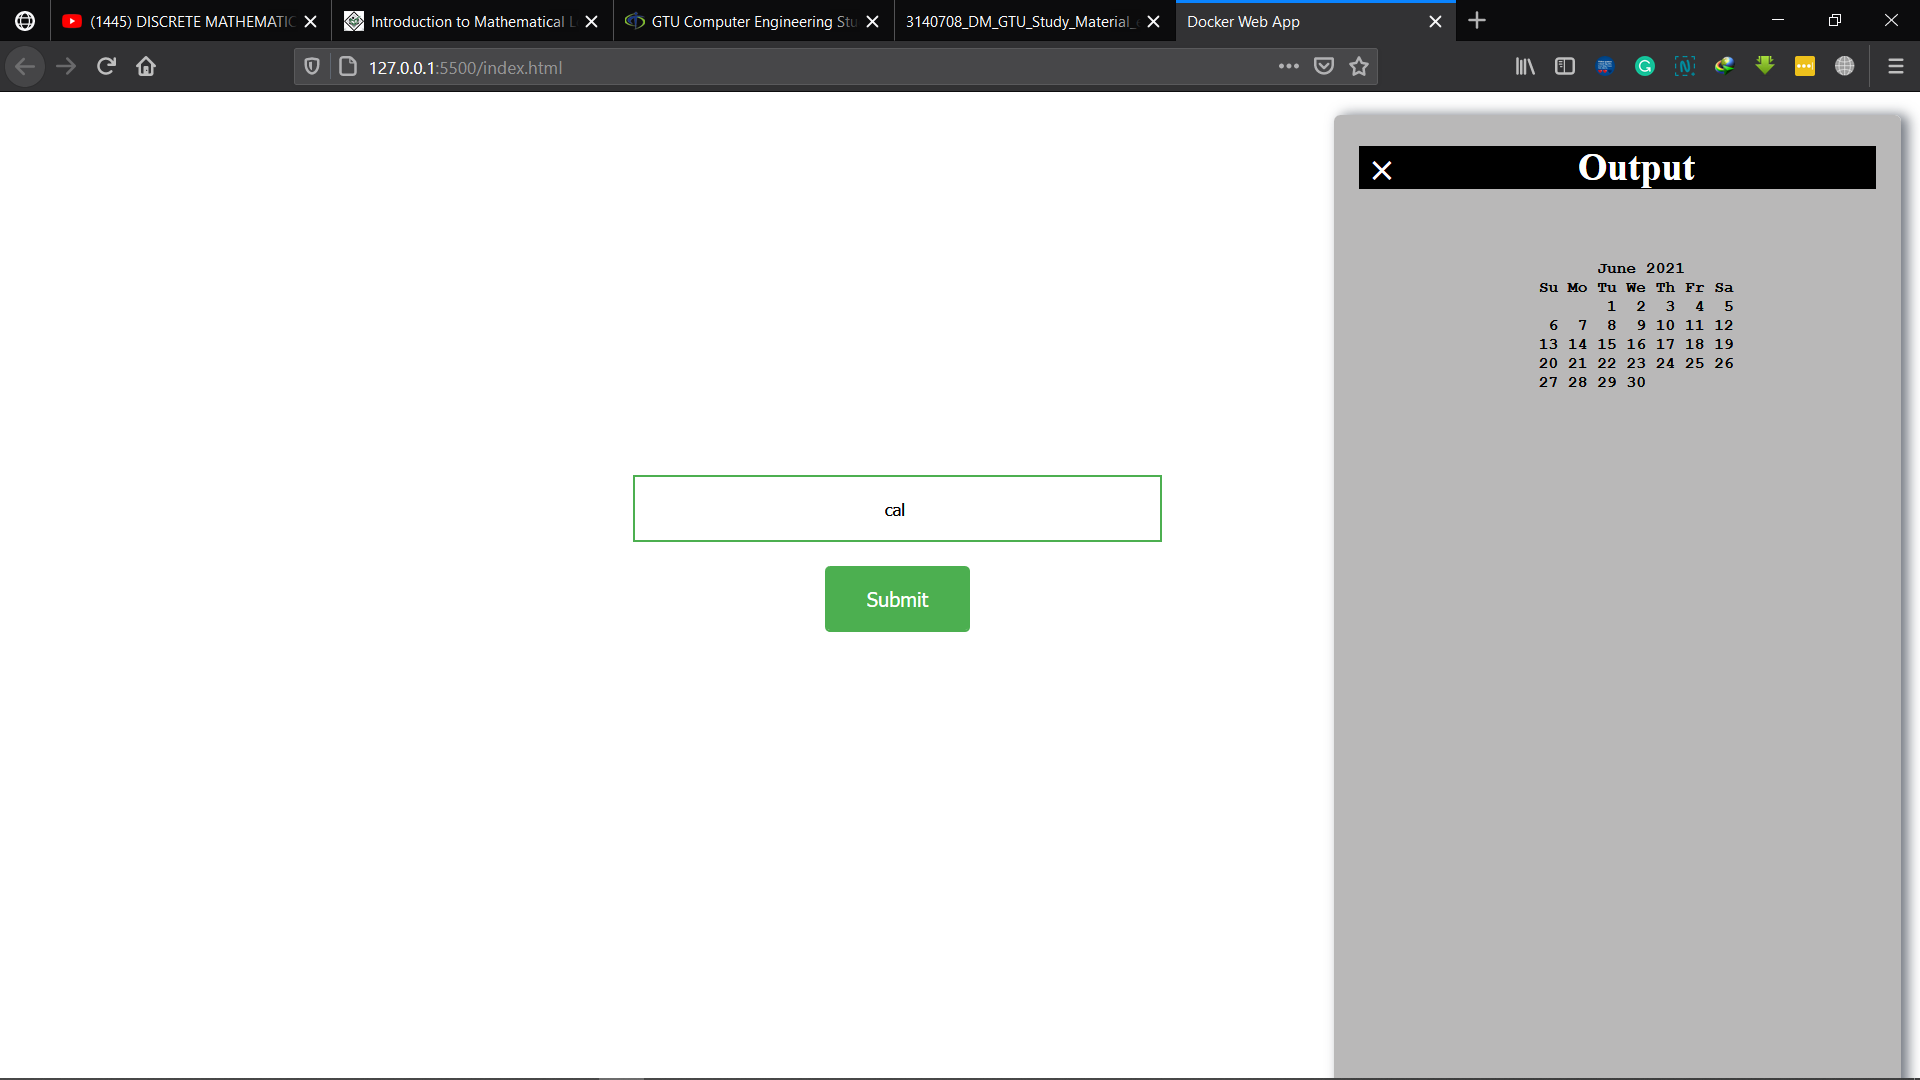 (1445) DISCRETE MATHEMATIC
Introduction to Mathematical L
GTU Computer Engineering Stu
3140708_DM_GTU_Study_Material_
Docker Web App
127.0.0.1:5500/index.html
Output
June 2021
Su Mo Tu We Th Fr Sa
1 2 3 4 5
6 7 8 9 10 11 12
13 14 15 16 17 18 19
20 21 22 23 24 25 26
27 28 29 30
cal
Submit